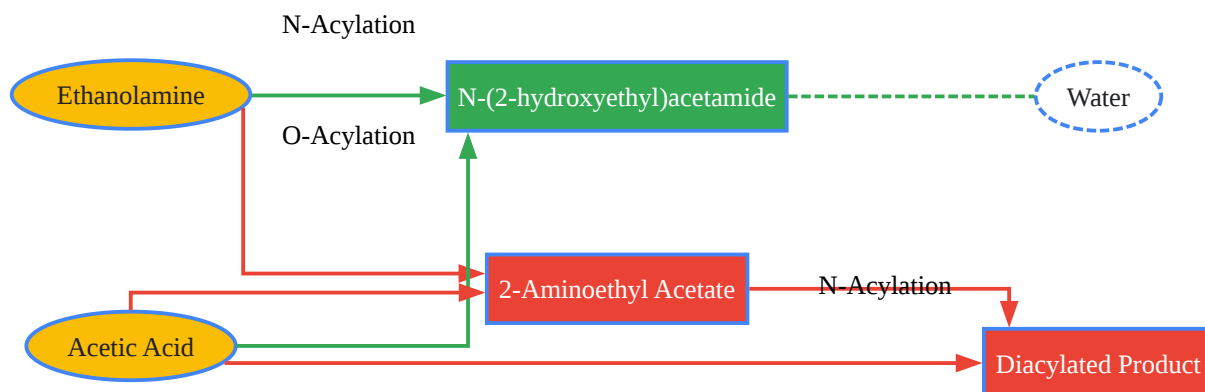 N-Acylation
Ethanolamine
N-(2-hydroxyethyl)acetamide
Water
O-Acylation
2-Aminoethyl Acetate
N-Acylation
Acetic Acid
Diacylated Product